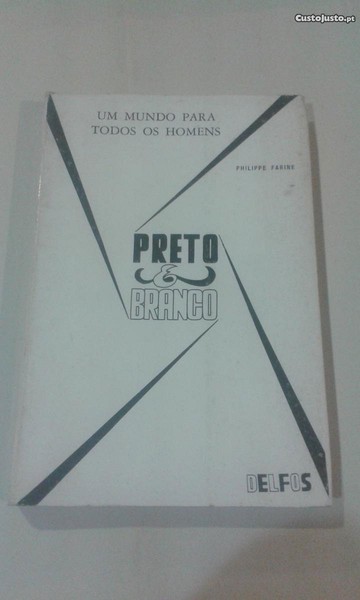 CustoJusto.pt
UM MUNDO PARA
TODOS OS HOMENS
PHILIPPE FARINE
PRETO
&
BRANCO
DELFOS